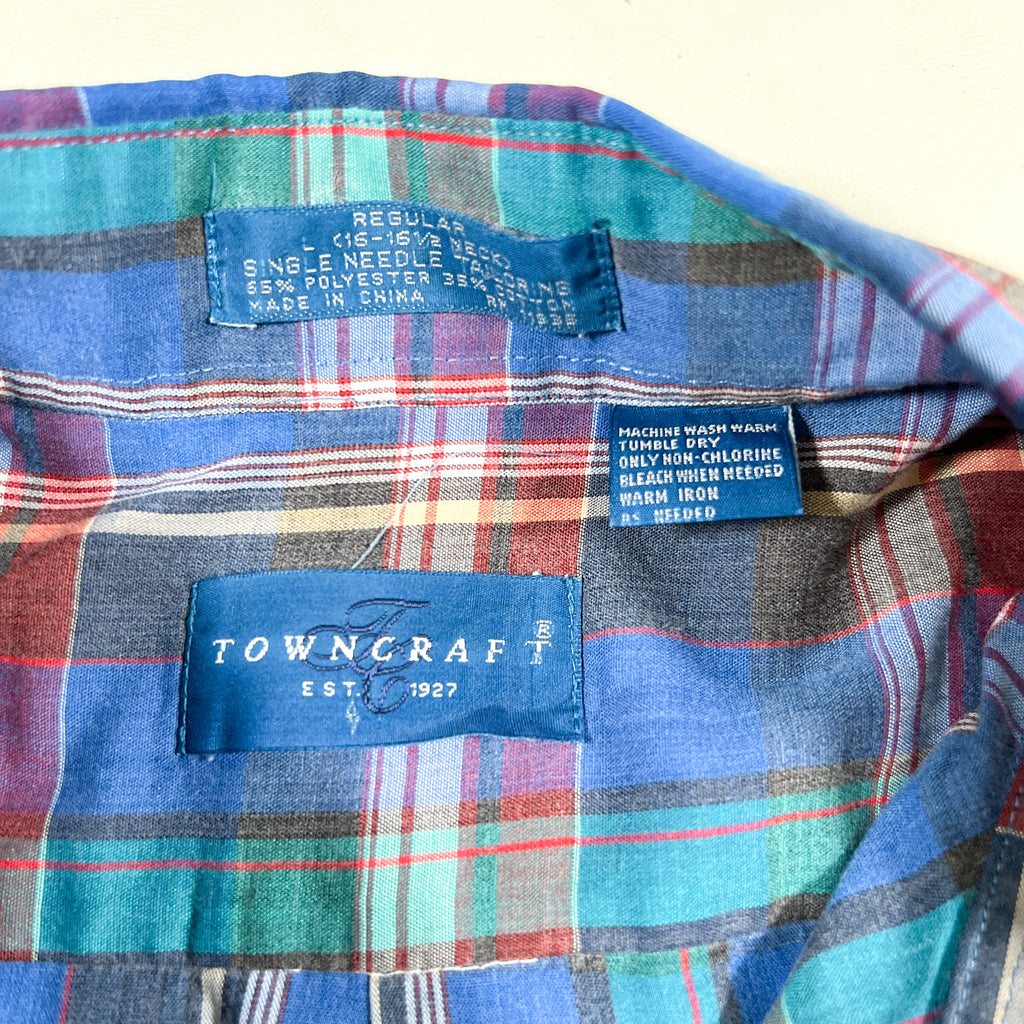 REGULAR
L (16-16½ NECK)
SINGLE NEEDLE TAILORING
65% POLYESTER 35% COTTON
MADE IN CHINA RN
MACHINE WASH WARM
TUMBLE DRY
ONLY NON-CHLORINE
BLEACH WHEN NEEDED
WARM IRON
AS NEEDED
TOWNCRAFT
EST. 1927